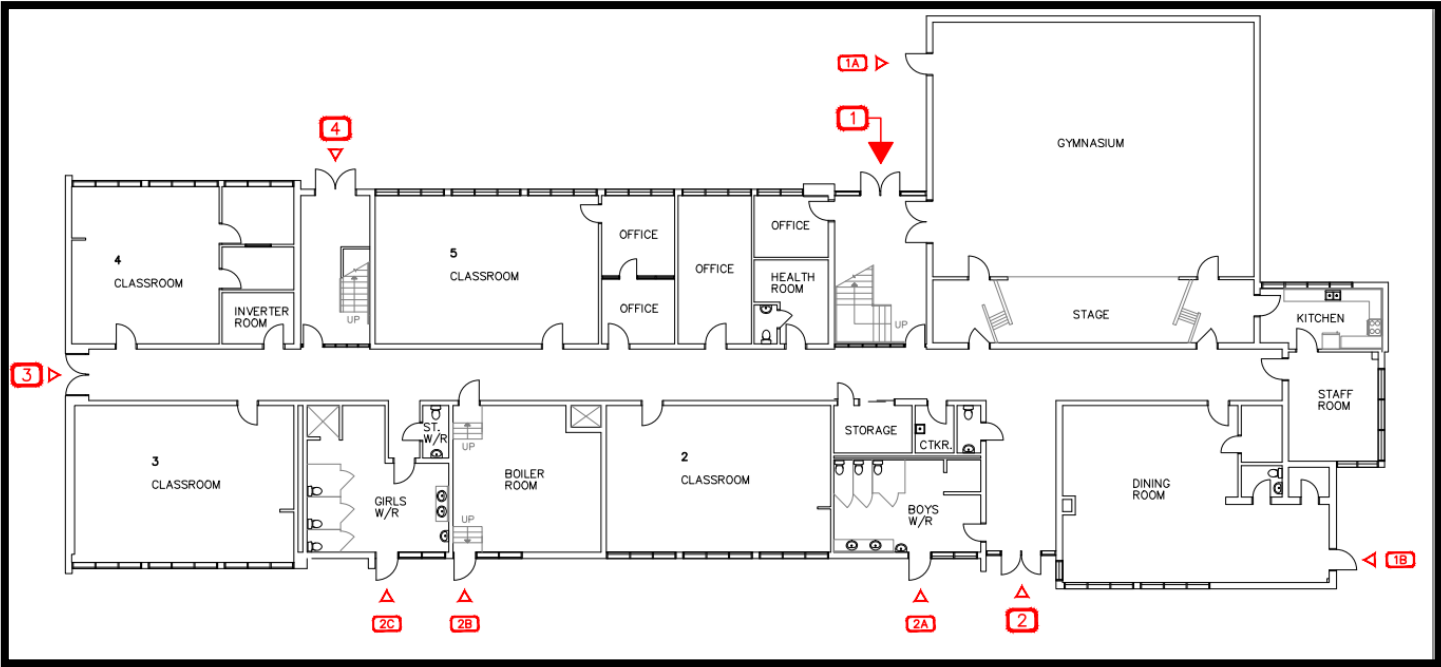 1A
1
GYMNASIUM
4
4
CLASSROOM
INVERTER
ROOM
UP
5
CLASSROOM
OFFICE
OFFICE
OFFICE
OFFICE
HEALTH
ROOM
UP
STAGE
KITCHEN
3
STAFF
ROOM
3
CLASSROOM
GIRLS
W/R
ST.
W/R
UP
UP
BOILER
ROOM
2
CLASSROOM
STORAGE
CTKR.
BOYS
W/R
DINING
ROOM
1B
2C
2B
2A
2